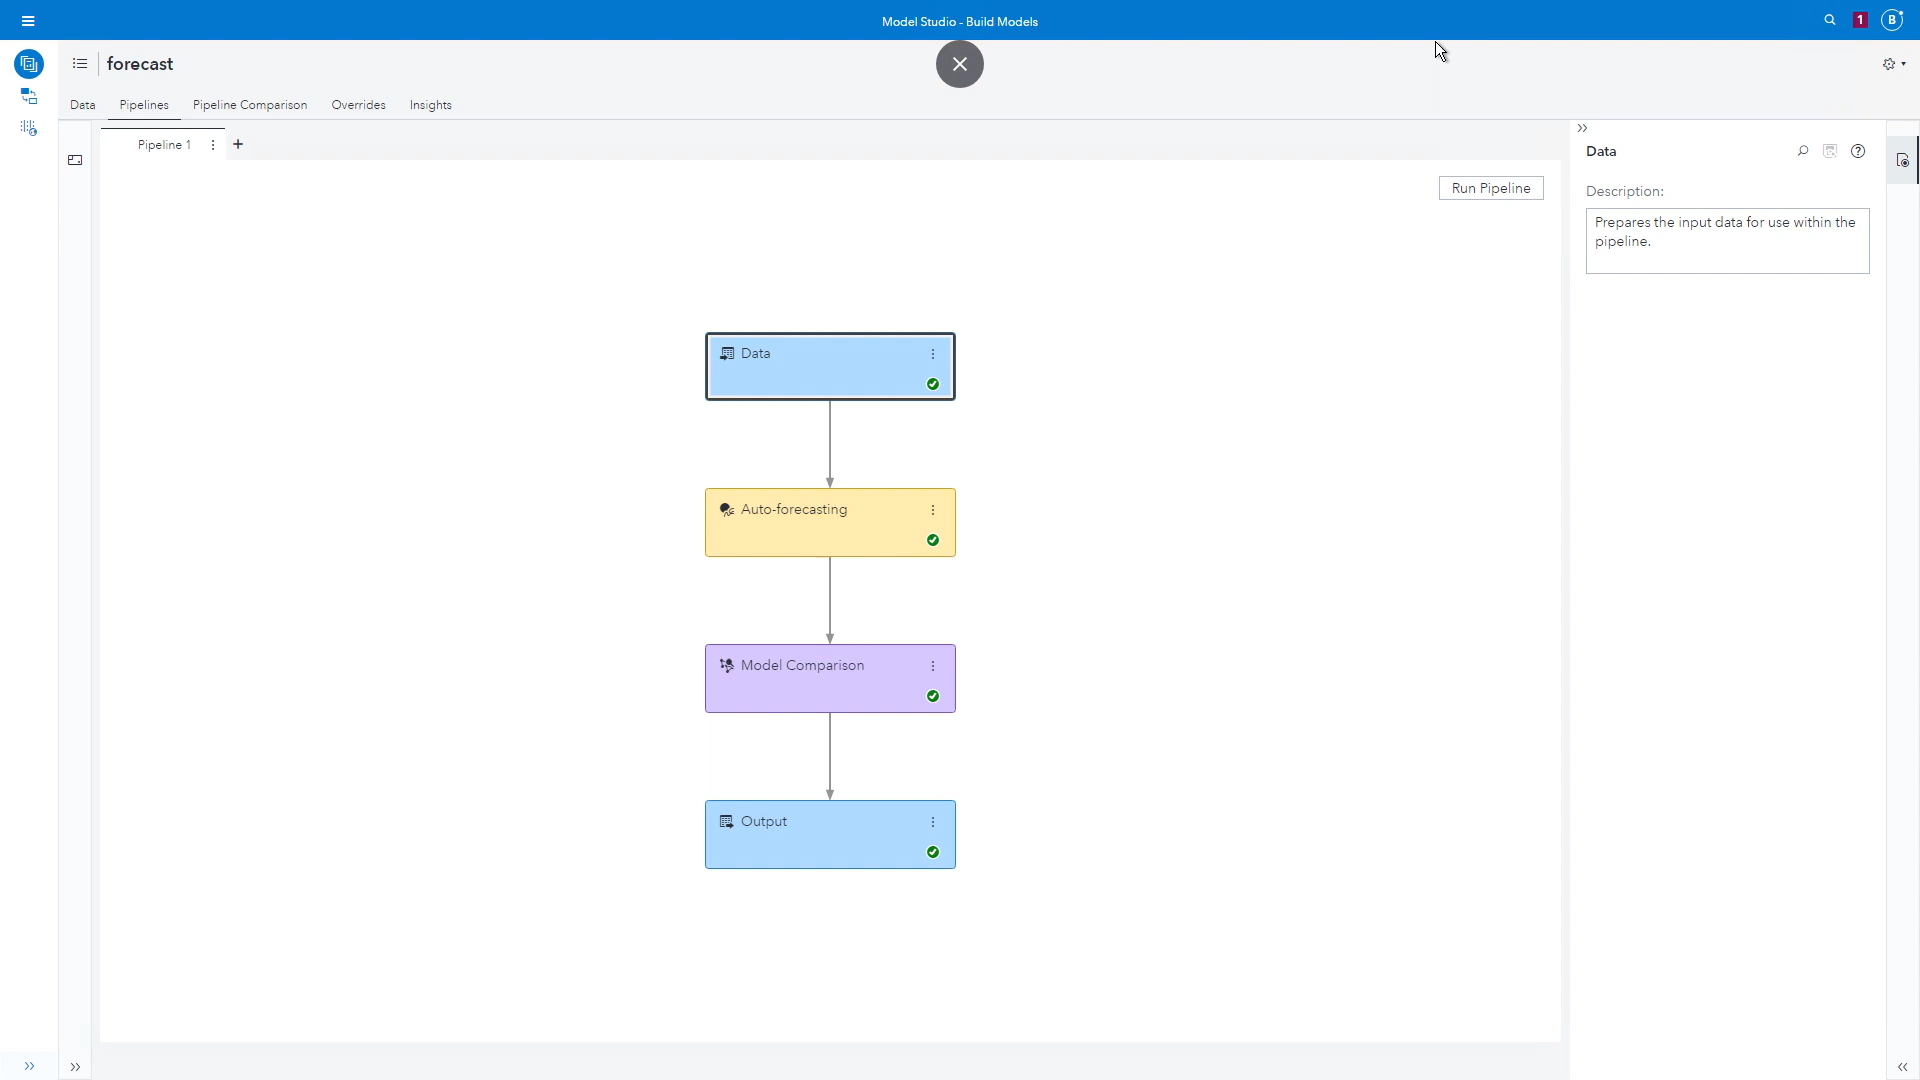 Model Studio - Build Models
1
B
forecast
Data
Pipelines
Pipeline Comparison
Overrides
Insights
Pipeline 1
Run Pipeline
Data
Description:
Prepares the input data for use within the
pipeline.
Data
Auto-forecasting
Model Comparison
Output